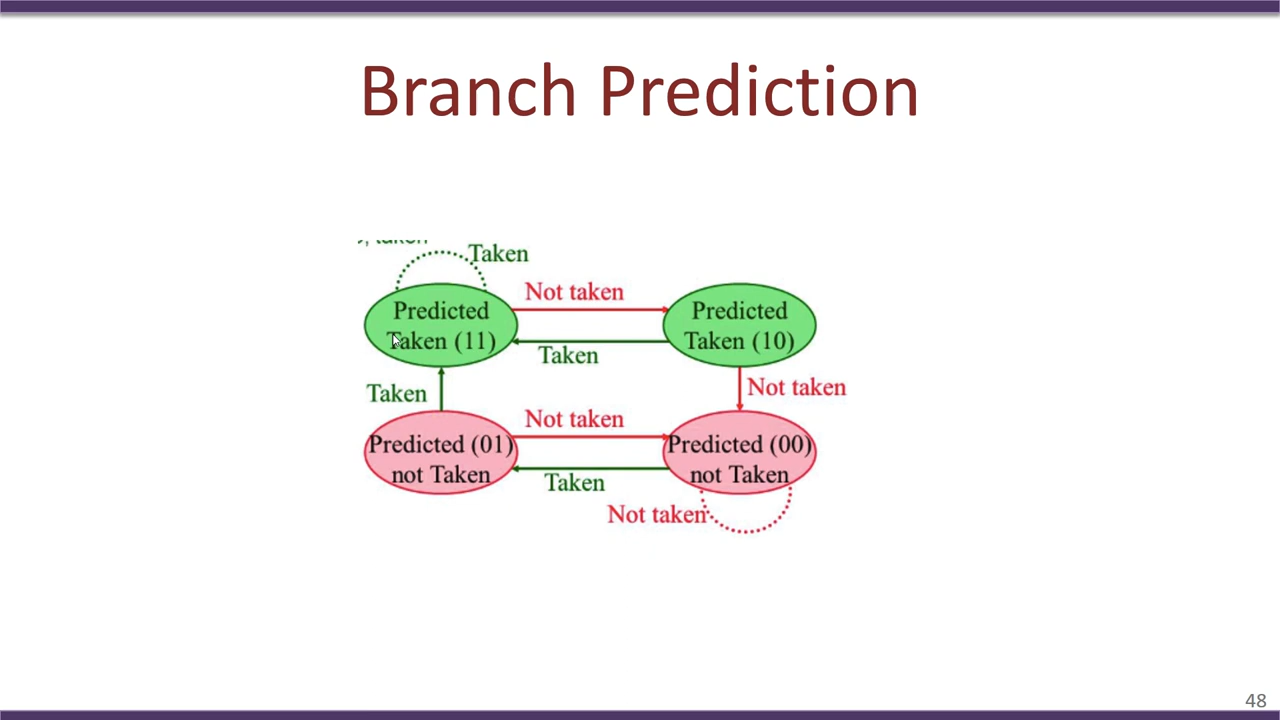 Branch Prediction
Taken
Predicted
Taken (11)
Not taken
Taken
Predicted
Taken (10)
Taken
Not taken
Predicted (01)
not Taken
Not taken
Taken
Predicted (00)
not Taken
Not taken
48